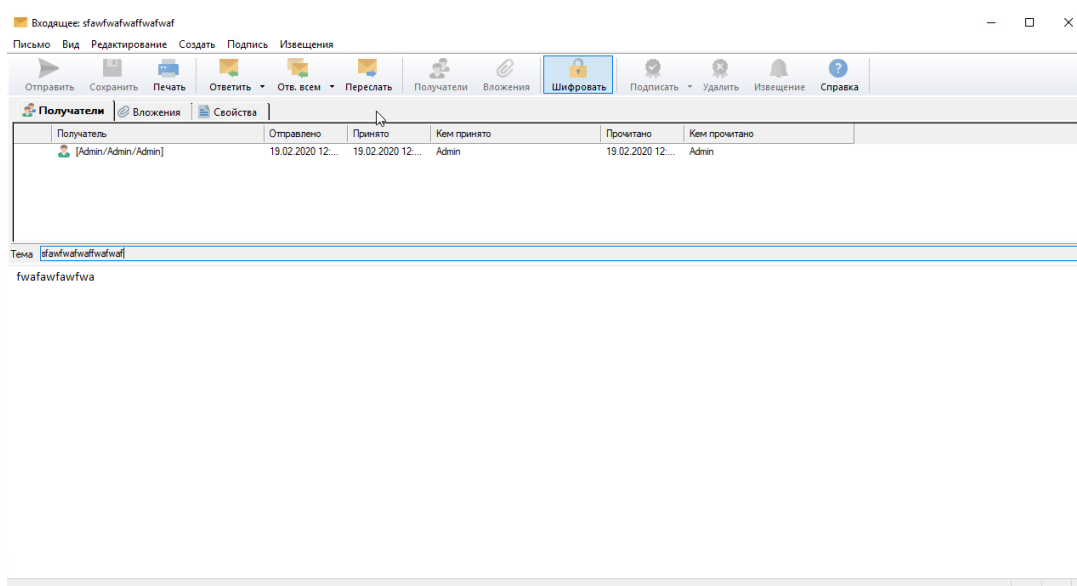 Входящее: sfawfwafwaffwafwaf
Письмо Вид Редактирование Создать Подпись Извещения
Отправить Сохранить Печать Ответить Отв. всем Переслать Получатели Вложения Шифровать Подписать Удалить Извещение Справка
Получатели Вложения Свойства
Получатель Отправлено Принято Кем принято Прочитано Кем прочитано
[Admin/Admin/Admin] 19.02.2020 12:... 19.02.2020 12:... Admin 19.02.2020 12:... Admin
Тема sfawfwafwaffwafwaf
fwafawfawfwa